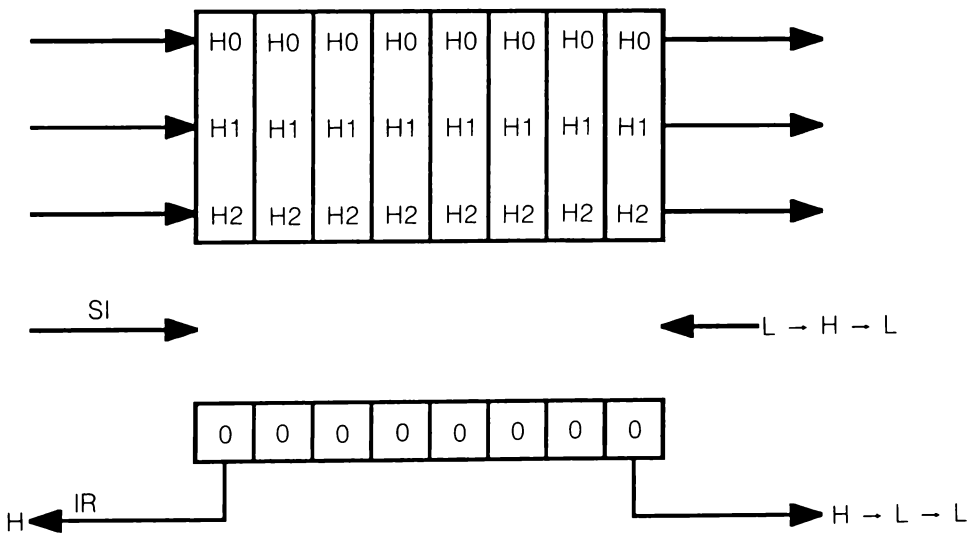 H0 H0 H0 H0 H0 H0 H0 H0
H1 H1 H1 H1 H1 H1 H1 H1
H2 H2 H2 H2 H2 H2 H2 H2
SI
L → H → L
0 0 0 0 0 0 0 0
IR
H
H → L → L